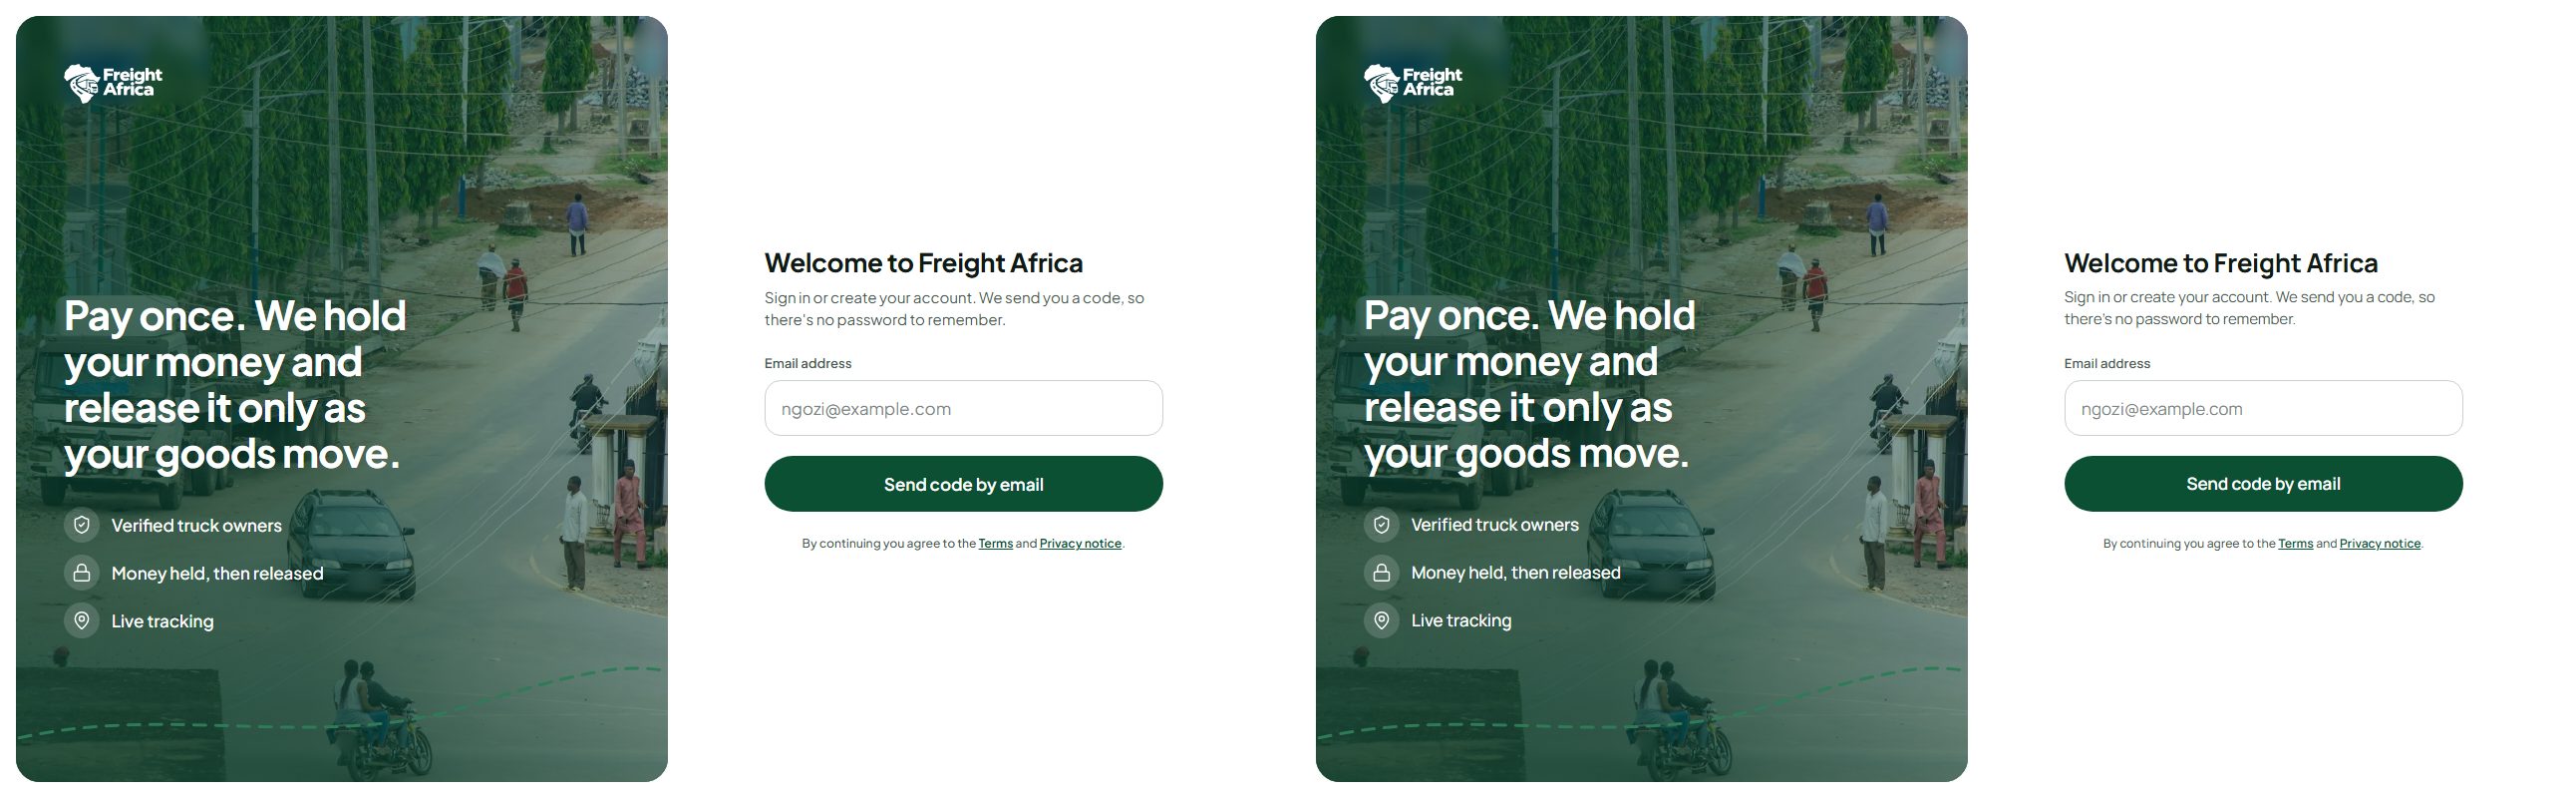 Freight
Africa
Pay once. We hold
your money and
release it only as
your goods move.
Verified truck owners
Money held, then released
Live tracking
Welcome to Freight Africa
Sign in or create your account. We send you a code, so
there's no password to remember.
Email address
ngozi@example.com
Send code by email
By continuing you agree to the Terms and Privacy notice.
Freight
Africa
Pay once. We hold
your money and
release it only as
your goods move.
Verified truck owners
Money held, then released
Live tracking
Welcome to Freight Africa
Sign in or create your account. We send you a code, so
there's no password to remember.
Email address
ngozi@example.com
Send code by email
By continuing you agree to the Terms and Privacy notice.